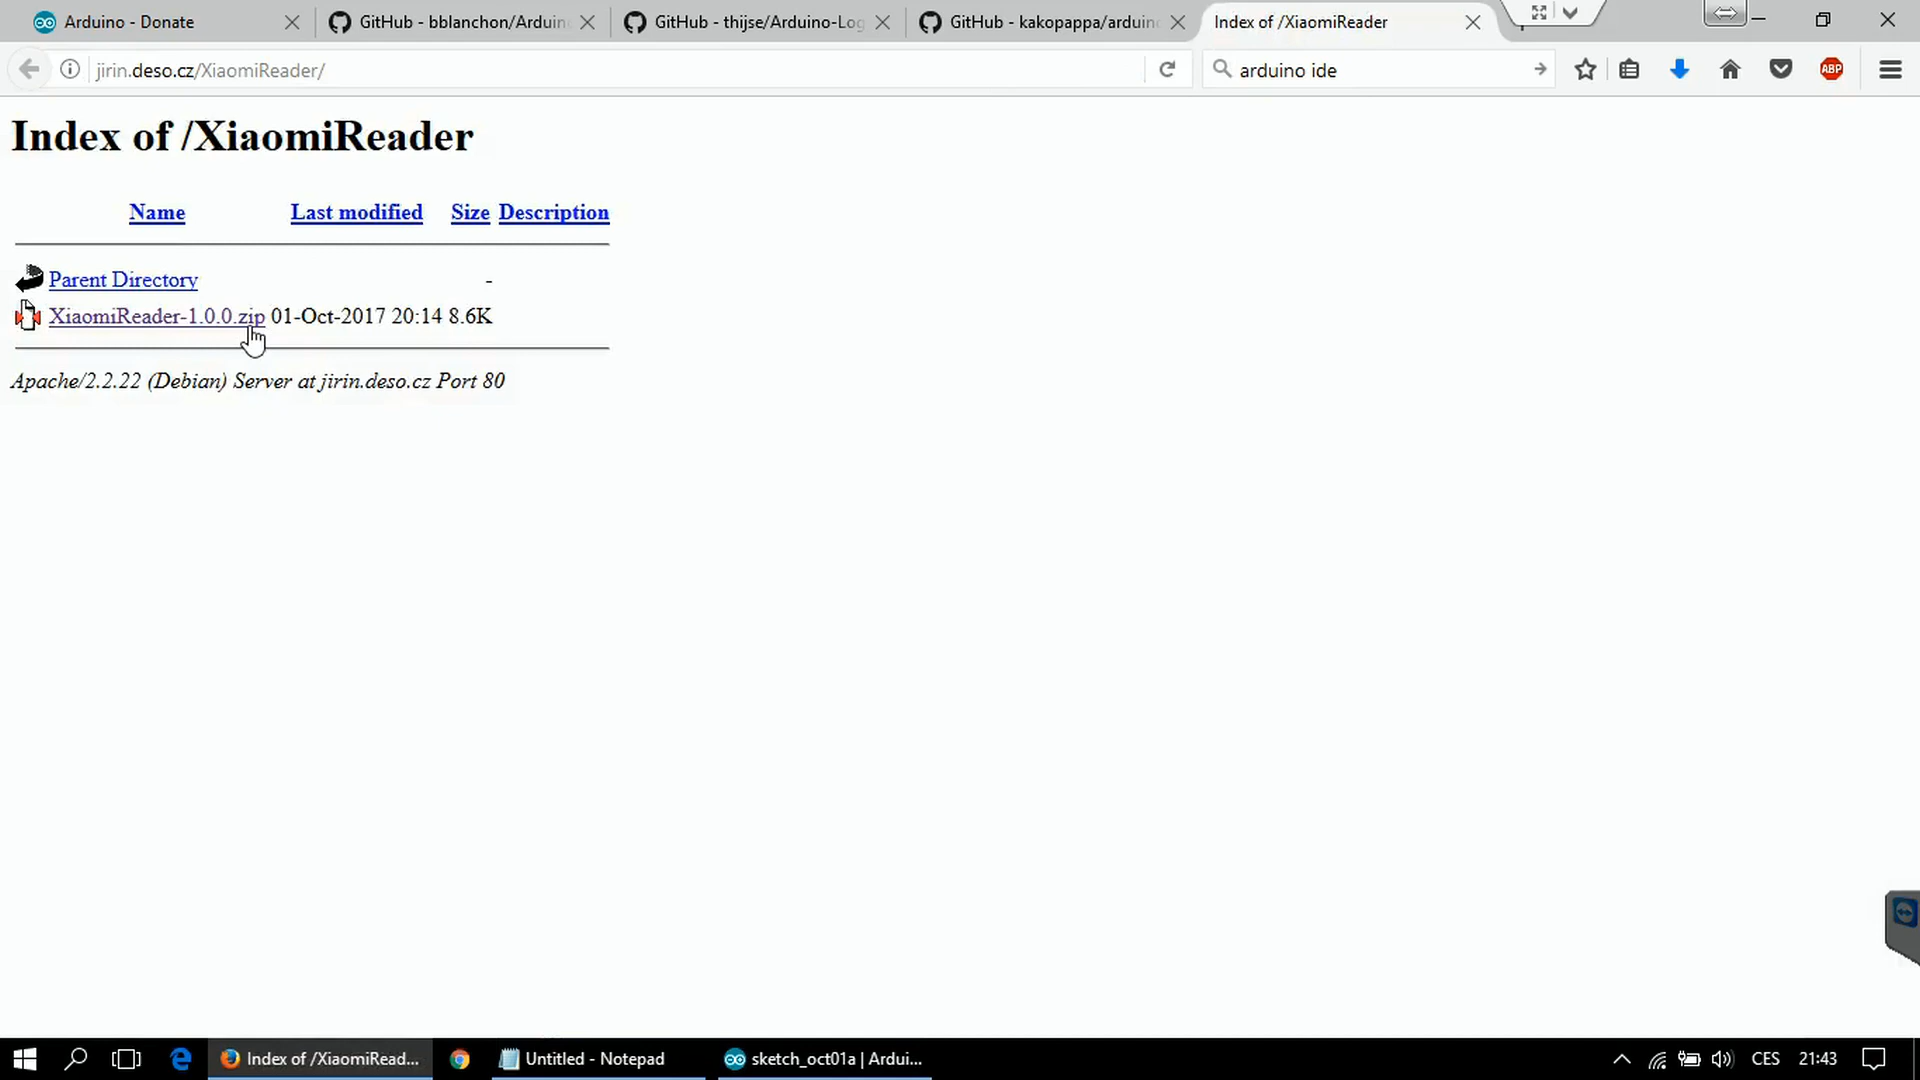 Arduino - Donate
GitHub - bblanchon/Arduin
GitHub - thijse/Arduino-Log
GitHub - kakopappa/arduin
Index of /XiaomiReader
jirin.deso.cz/XiaomiReader/
arduino ide
ABP
Index of /XiaomiReader
Name Last modified Size Description
Parent Directory -
XiaomiReader-1.0.0.zip 01-Oct-2017 20:14 8.6K
Apache/2.2.22 (Debian) Server at jirin.deso.cz Port 80
Index of /XiaomiRead...
Untitled - Notepad
sketch_oct01a | Ardui...
CES
21:43